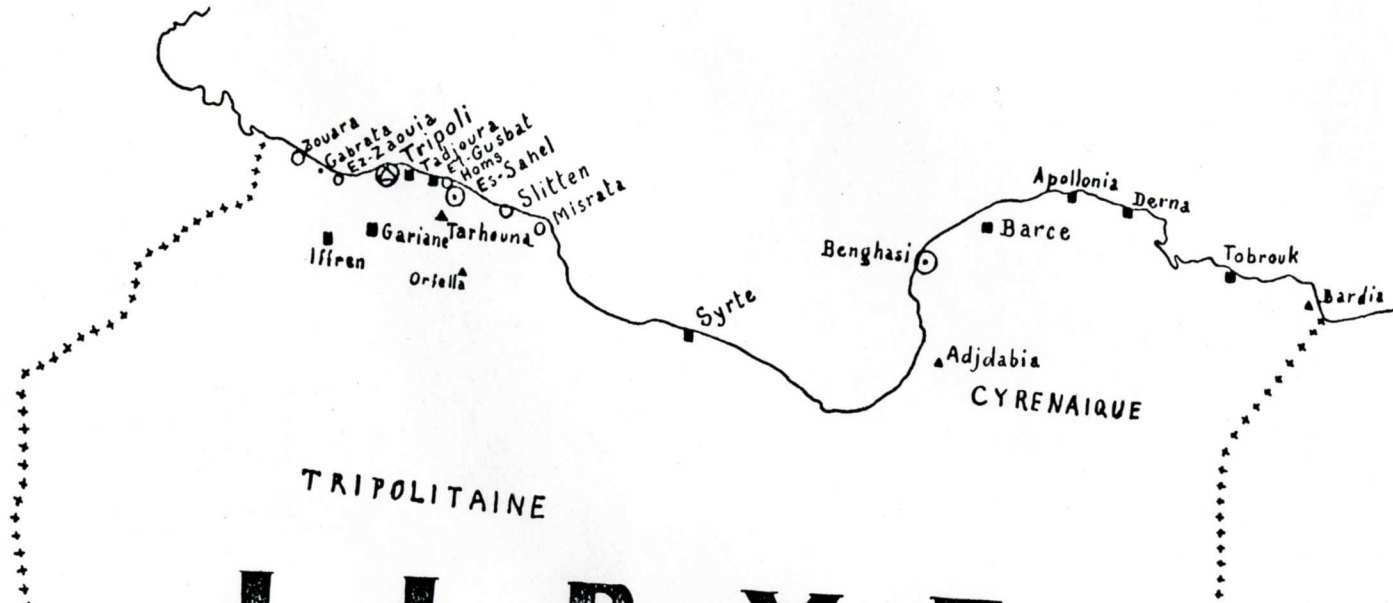 Zouara
Gabrata
Ez-Zaouia
Tripoli
Tadjoura
El-Gusbat
Homs
Es-Sahel
Slitten
Misrata
Tarhouna
Gariane
Iffren
Orfella
Syrte
Benghasi
Barce
Apollonia
Derna
Tobrouk
Bardia
Adjdabia
CYRENAIQUE
TRIPOLITAINE